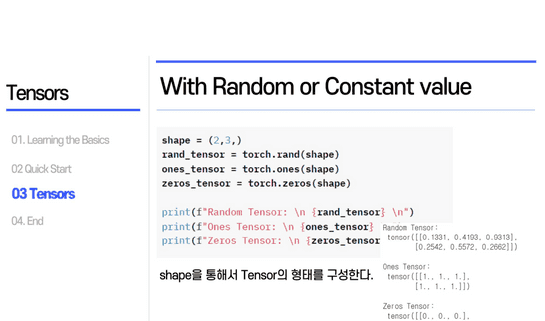 Tensors
01. Learning the Basics
02 Quick Start
03 Tensors
04. End
With Random or Constant value
shape = (2,3,)
rand_tensor = torch.rand(shape)
ones_tensor = torch.ones(shape)
zeros_tensor = torch.zeros(shape)
print(f"Random Tensor: \n {rand_tensor} \n")
print(f"Ones Tensor: \n {ones_tensor}
print(f"Zeros Tensor: \n {zeros_tensor
shape을 통해서 Tensor의 형태를 구성한다.
Random Tensor:
tensor([[0.1331, 0.4193, 0.9313],
[0.2542, 0.5572, 0.2662]])
Ones Tensor:
tensor([[1., 1., 1.],
[1., 1., 1.]])
Zeros Tensor:
tensor([[0., 0., 0.],